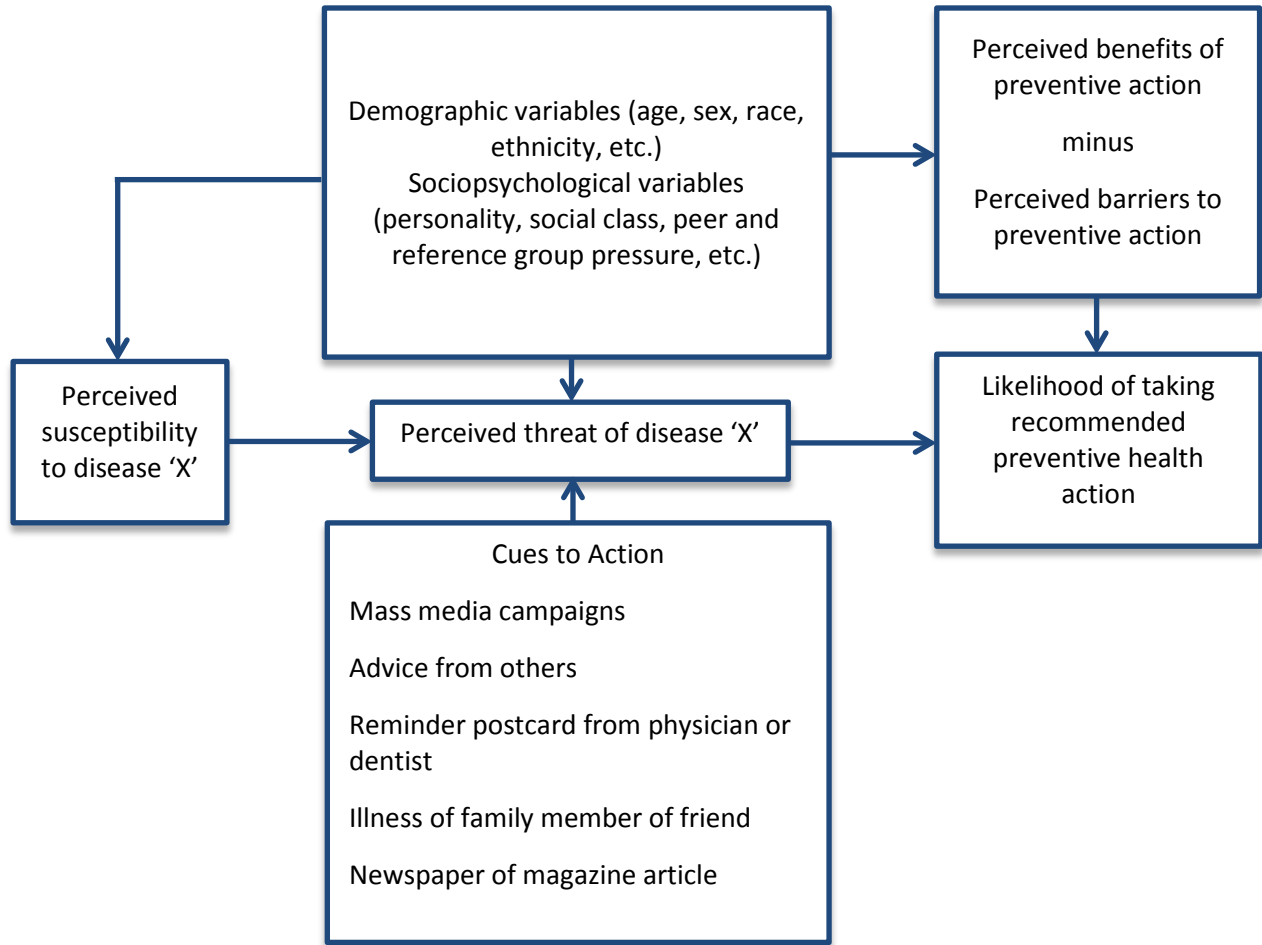 Demographic variables (age, sex, race,
ethnicity, etc.)
Sociopsychological variables
(personality, social class, peer and
reference group pressure, etc.)
Perceived benefits of
preventive action
minus
Perceived barriers to
preventive action
Perceived
susceptibility
to disease ‘X’
Perceived threat of disease ‘X’
Likelihood of taking
recommended
preventive health
action
Cues to Action
Mass media campaigns
Advice from others
Reminder postcard from physician or
dentist
Illness of family member of friend
Newspaper of magazine article